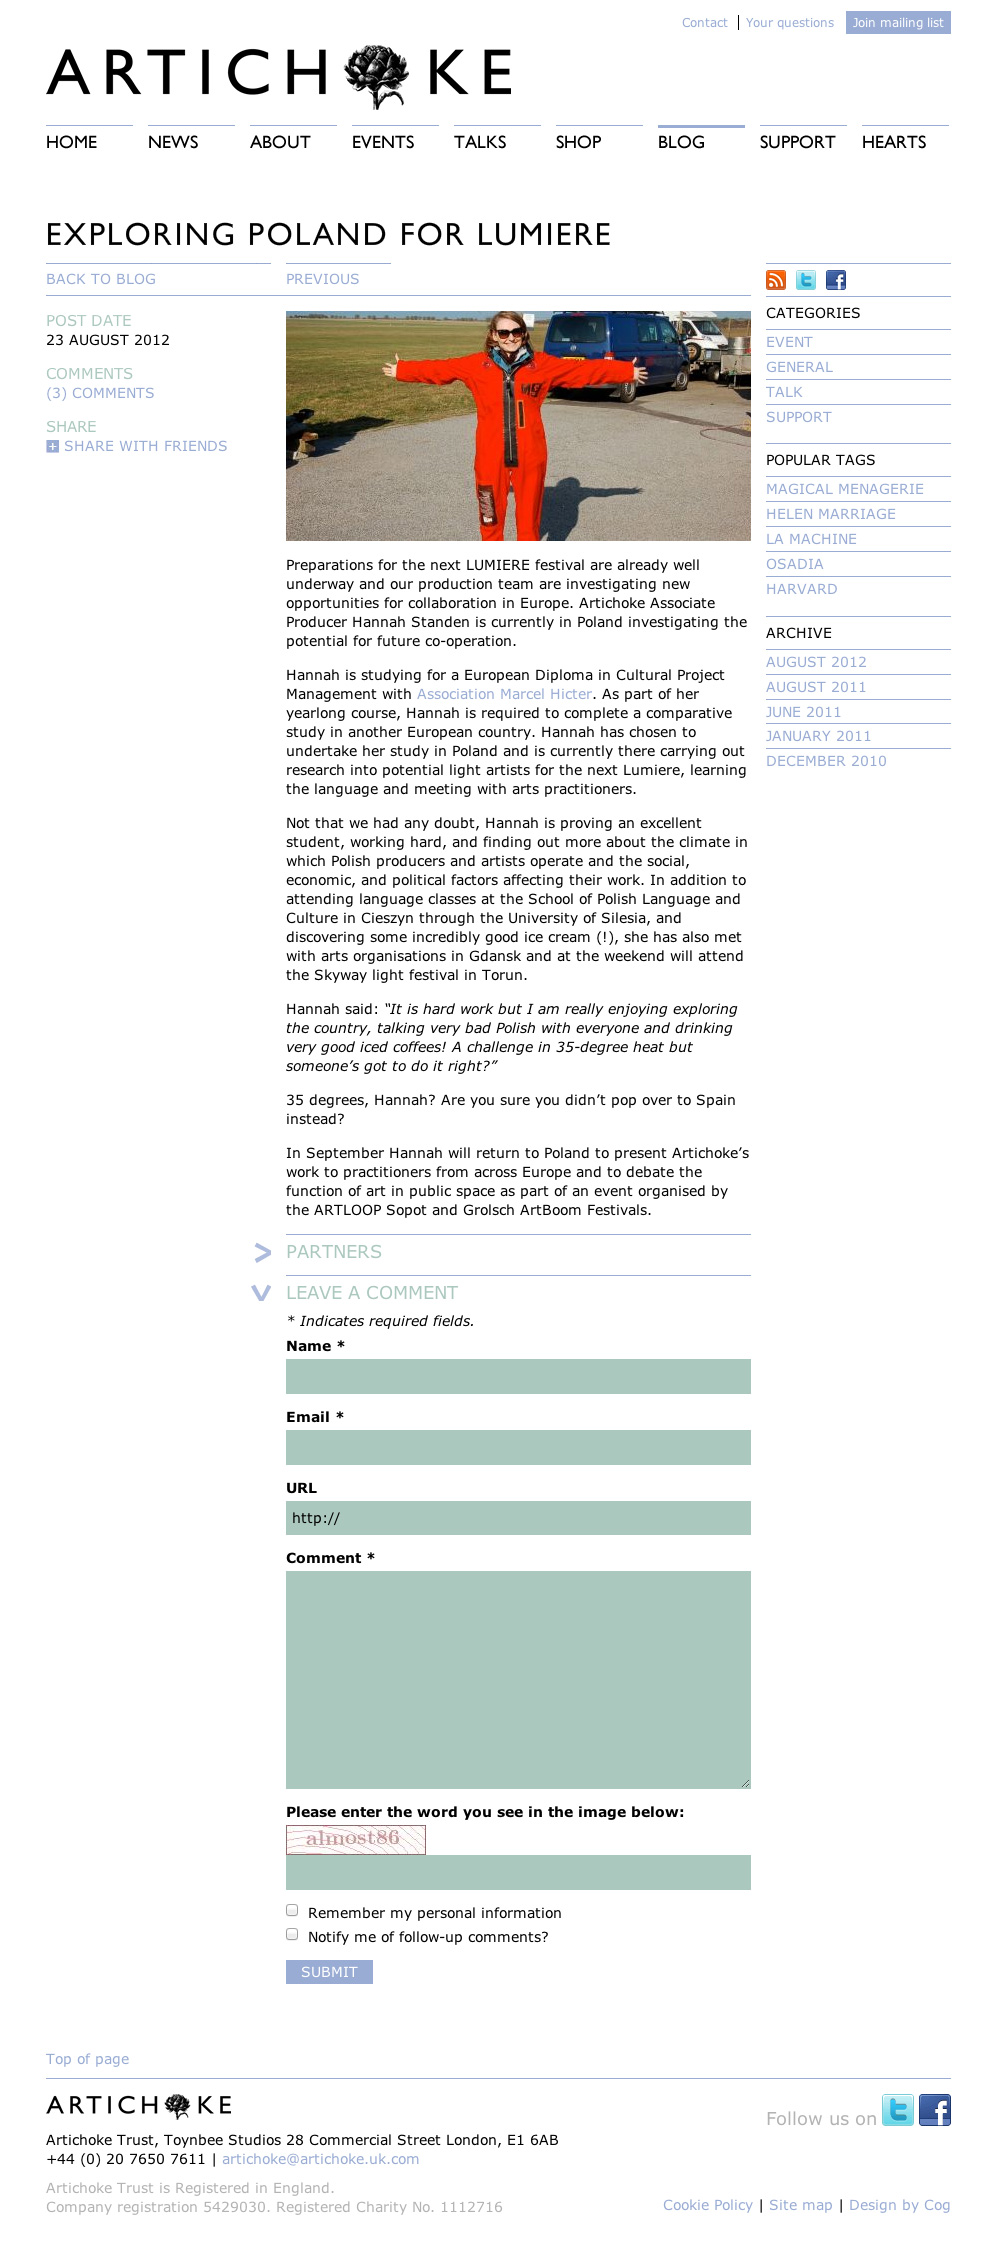 Contact | Your questions Join mailing list
ARTICHOKE
HOME NEWS ABOUT EVENTS TALKS SHOP BLOG SUPPORT HEARTS
EXPLORING POLAND FOR LUMIERE
BACK TO BLOG
PREVIOUS
POST DATE
23 AUGUST 2012
COMMENTS
(3) COMMENTS
SHARE
SHARE WITH FRIENDS
Preparations for the next LUMIERE festival are already well
underway and our production team are investigating new
opportunities for collaboration in Europe. Artichoke Associate
Producer Hannah Standen is currently in Poland investigating the
potential for future co-operation.
Hannah is studying for a European Diploma in Cultural Project
Management with Association Marcel Hicter. As part of her
yearlong course, Hannah is required to complete a comparative
study in another European country. Hannah has chosen to
undertake her study in Poland and is currently there carrying out
research into potential light artists for the next Lumiere, learning
the language and meeting with arts practitioners.
Not that we had any doubt, Hannah is proving an excellent
student, working hard, and finding out more about the climate in
which Polish producers and artists operate and the social,
economic, and political factors affecting their work. In addition to
attending language classes at the School of Polish Language and
Culture in Cieszyn through the University of Silesia, and
discovering some incredibly good ice cream (!), she has also met
with arts organisations in Gdansk and at the weekend will attend
the Skyway light festival in Torun.
Hannah said: “It is hard work but I am really enjoying exploring
the country, talking very bad Polish with everyone and drinking
very good iced coffees! A challenge in 35-degree heat but
someone’s got to do it right?”
35 degrees, Hannah? Are you sure you didn’t pop over to Spain
instead?
In September Hannah will return to Poland to present Artichoke’s
work to practitioners from across Europe and to debate the
function of art in public space as part of an event organised by
the ARTLOOP Sopot and Grolsch ArtBoom Festivals.
PARTNERS
LEAVE A COMMENT
* Indicates required fields.
Name *
Email *
URL
http://
Comment *
Please enter the word you see in the image below:
almost86
Remember my personal information
Notify me of follow-up comments?
SUBMIT
CATEGORIES
EVENT
GENERAL
TALK
SUPPORT
POPULAR TAGS
MAGICAL MENAGERIE
HELEN MARRIAGE
LA MACHINE
OSADIA
HARVARD
ARCHIVE
AUGUST 2012
AUGUST 2011
JUNE 2011
JANUARY 2011
DECEMBER 2010
Top of page
ARTICHOKE
Follow us on
Artichoke Trust, Toynbee Studios 28 Commercial Street London, E1 6AB
+44 (0) 20 7650 7611 | artichoke@artichoke.uk.com
Artichoke Trust is Registered in England.
Company registration 5429030. Registered Charity No. 1112716
Cookie Policy | Site map | Design by Cog